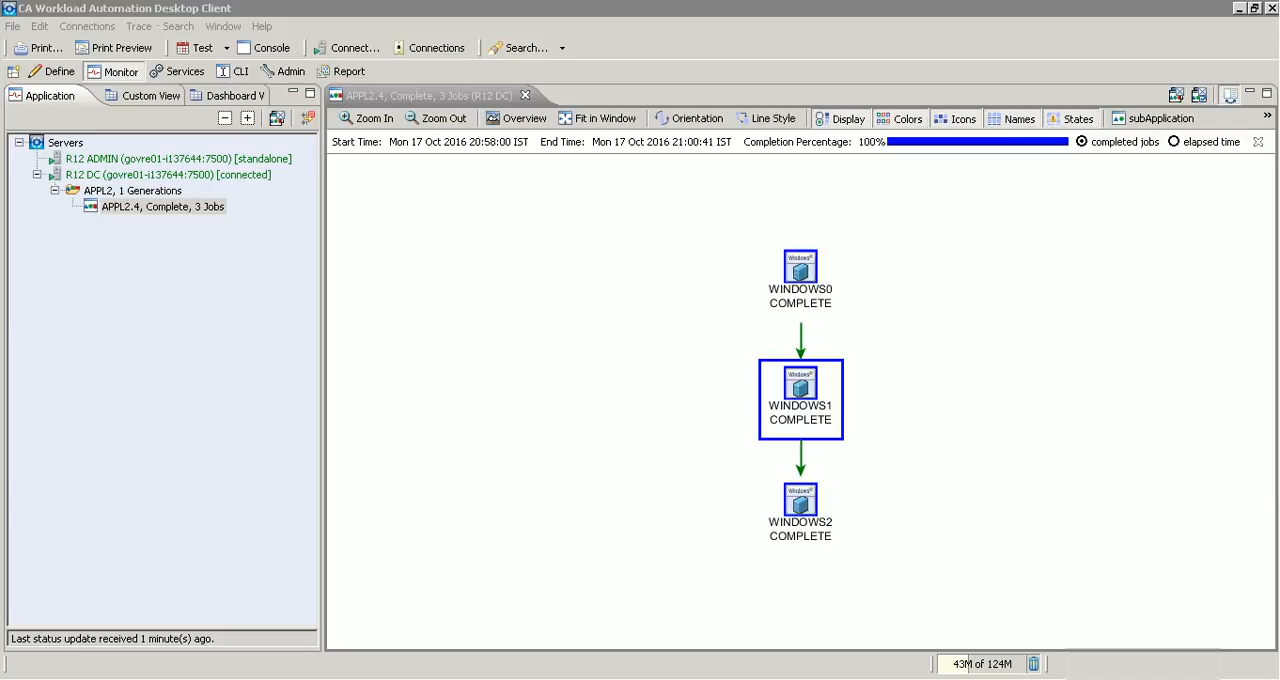 CA Workload Automation Desktop Client
File Edit Connections Trace Search Window Help
Print... Print Preview Test Console Connect... Connections Search...
Define Monitor Services CLI Admin Report
Application Custom View Dashboard V
APPL2.4, Complete, 3 Jobs (R12 DC)
Zoom In Zoom Out Overview Fit in Window Orientation Line Style Display Colors Icons Names States subApplication
Start Time: Mon 17 Oct 2016 20:58:00 IST End Time: Mon 17 Oct 2016 21:00:41 IST Completion Percentage: 100% completed jobs elapsed time
Servers
R12 ADMIN (govre01-i137644:7500) [standalone]
R12 DC (govre01-i137644:7500) [connected]
APPL2, 1 Generations
APPL2.4, Complete, 3 Jobs
Windows®
WINDOWS0
COMPLETE
Windows®
WINDOWS1
COMPLETE
Windows®
WINDOWS2
COMPLETE
Last status update received 1 minute(s) ago.
43M of 124M